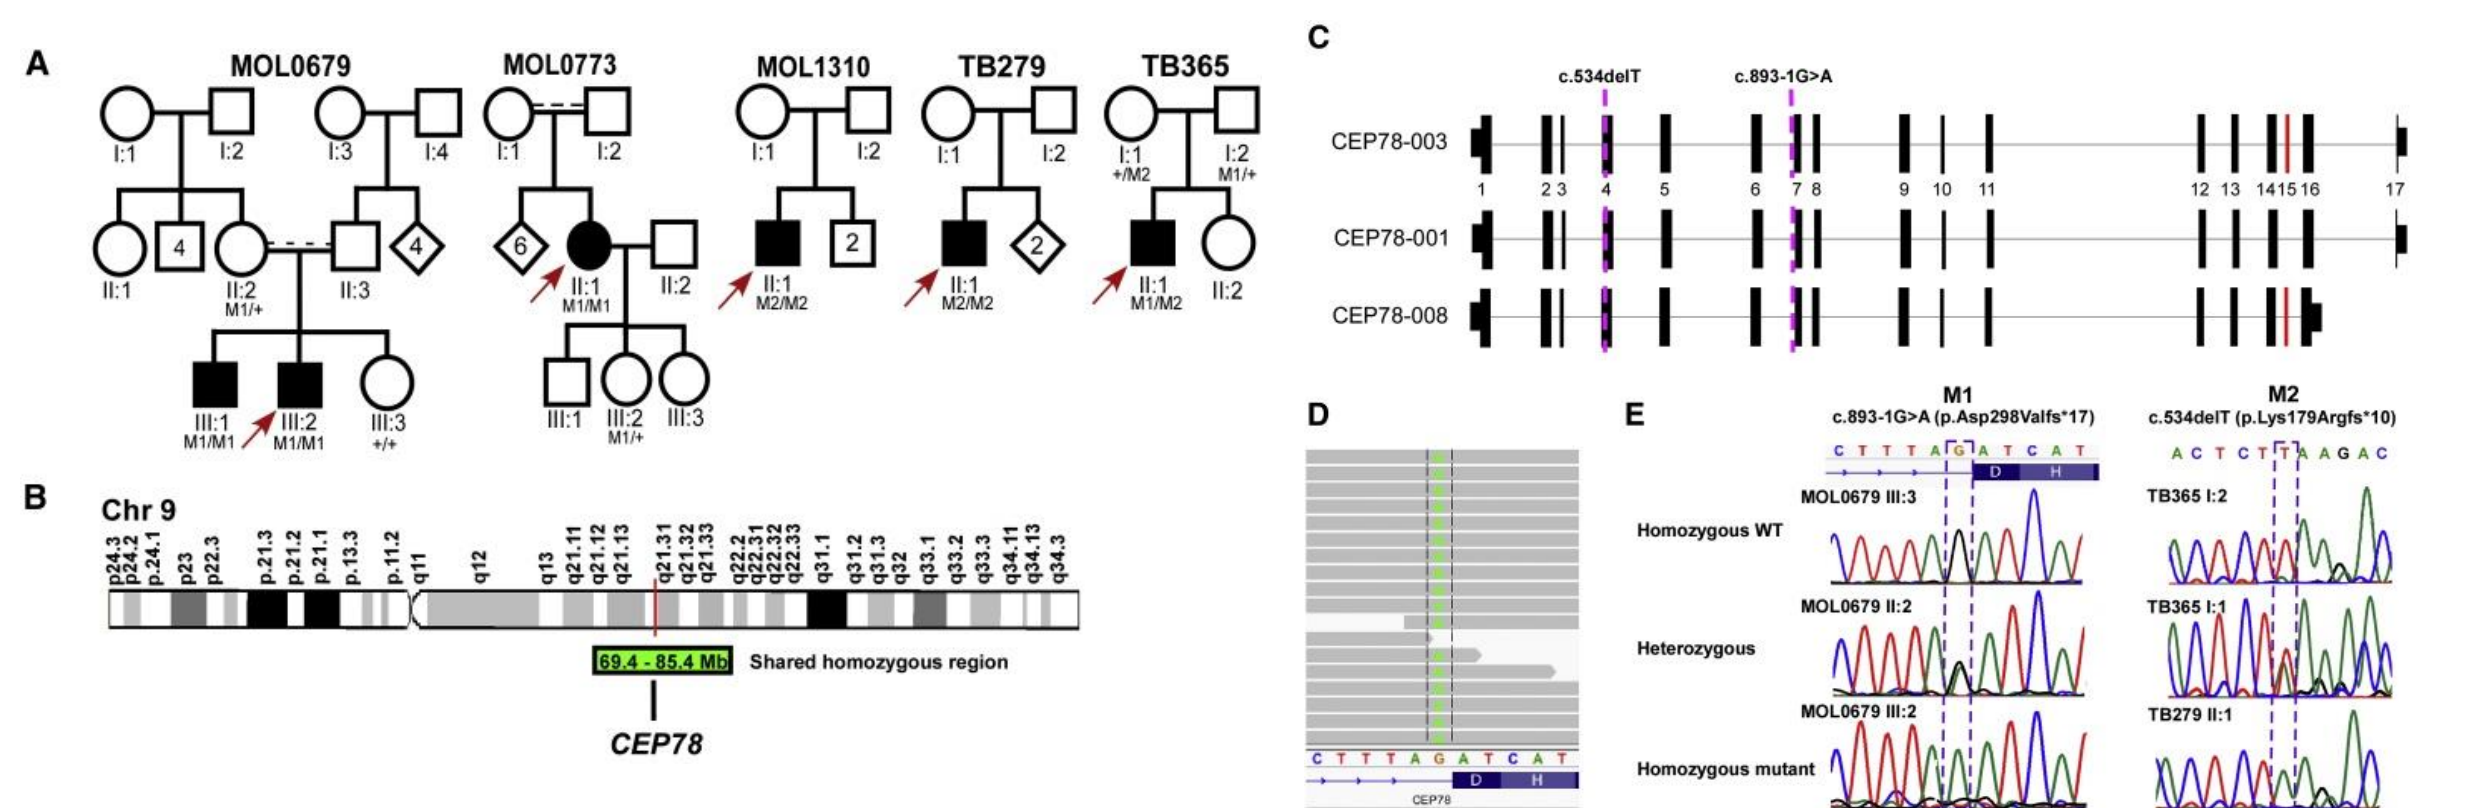 A
MOL0679
MOL0773
MOL1310
TB279
TB365
I:1
I:2
I:3
I:4
I:1
I:2
I:1
I:2
I:1
I:2
I:1
+/M2
I:2
M1/+
4
4
6
2
2
II:1
II:2
M1/+
II:3
II:1
M1/M1
II:2
II:1
M2/M2
II:1
M2/M2
II:1
M1/M2
II:2
III:1
M1/M1
III:2
M1/M1
III:3
+/+
III:1
III:2
M1/+
III:3
B
Chr 9
p24.3
p24.2
p24.1
p23
p22.3
p.21.3
p.21.2
p.21.1
p.13.3
p.11.2
q11
q12
q13
q21.11
q21.12
q21.13
q21.31
q21.32
q21.33
q22.2
q22.31
q22.32
q22.33
q31.1
q31.2
q31.3
q32
q33.1
q33.2
q33.3
q34.11
q34.13
q34.3
69.4 - 85.4 Mb
Shared homozygous region
CEP78
C
c.534delT
c.893-1G>A
CEP78-003
1 2 3 4 5 6 7 8 9 10 11 12 13 14 15 16 17
CEP78-001
CEP78-008
D
C T T T A G A T C A T
D H
CEP78
E
M1
c.893-1G>A (p.Asp298Valfs*17)
C T T T A G A T C A T
D H
M2
c.534delT (p.Lys179Argfs*10)
A C T C T T A A G A C
Homozygous WT
MOL0679 III:3
TB365 I:2
Heterozygous
MOL0679 II:2
TB365 I:1
Homozygous mutant
MOL0679 III:2
TB279 II:1